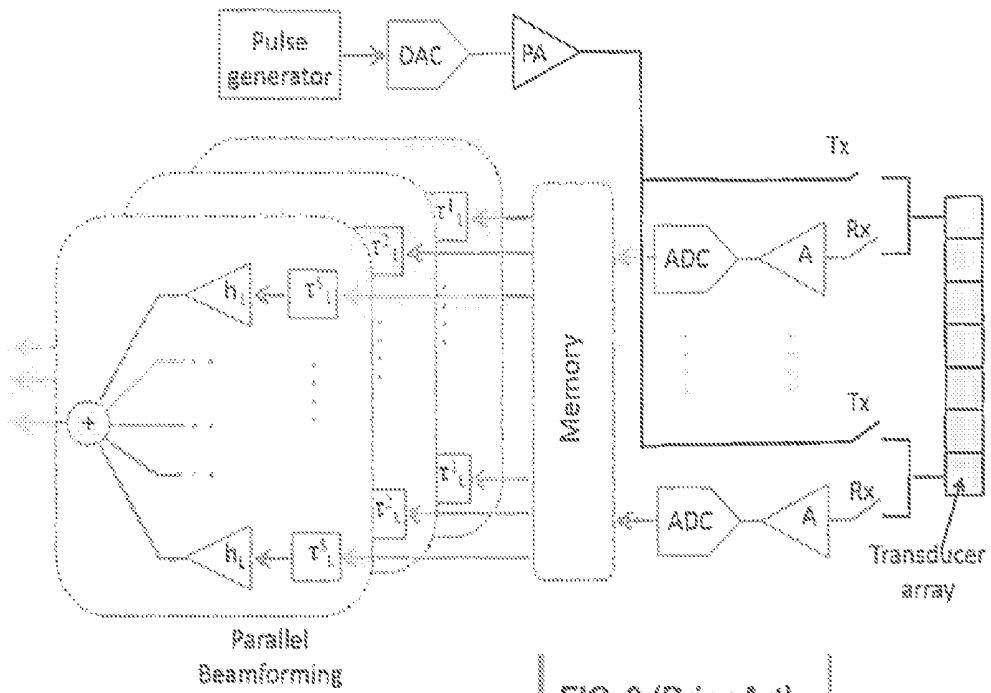 Pulse
generator
DAC
PA
Tx
ADC
A
Rx
Memory
Tx
ADC
A
Rx
+
Transducer
array
Parallel
Beamforming